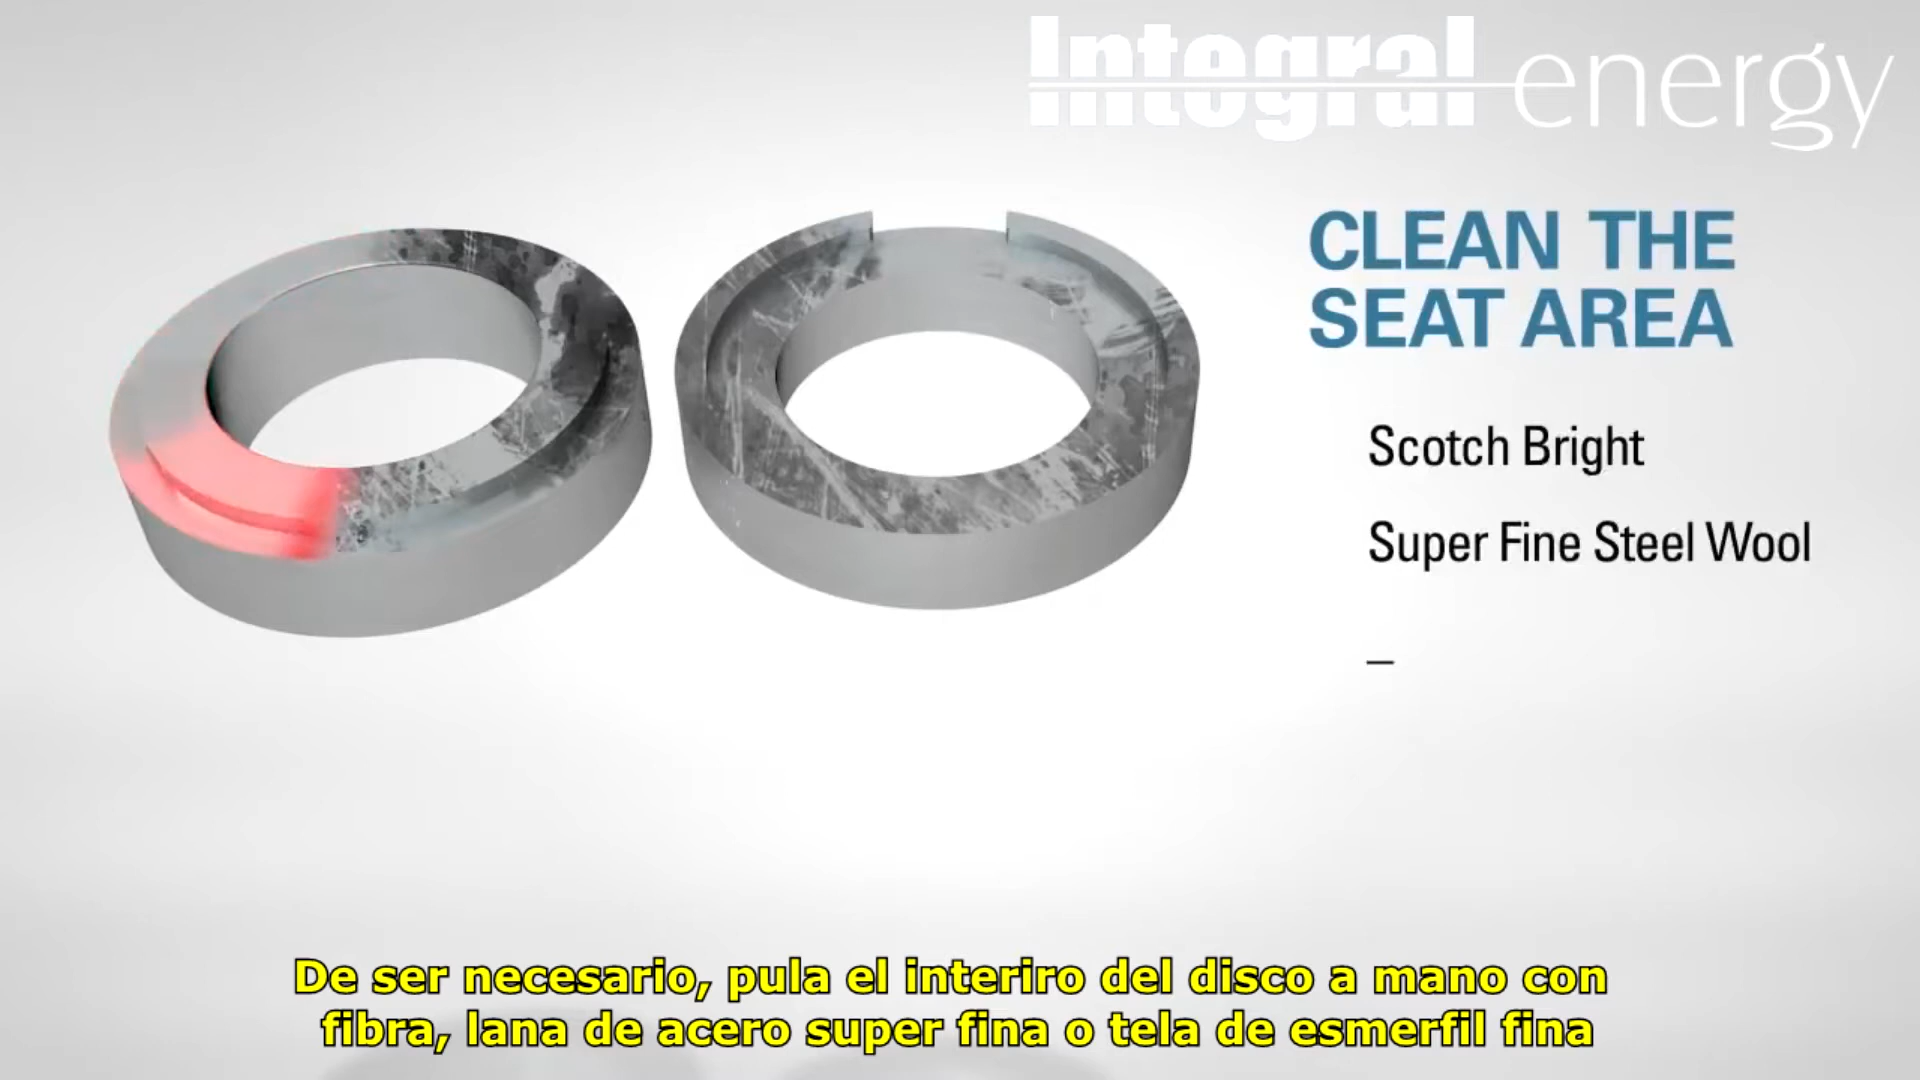 Integral energy
CLEAN THE
SEAT AREA
Scotch Bright
Super Fine Steel Wool
_
De ser necesario, pula el interiro del disco a mano con
fibra, lana de acero super fina o tela de esmerfil fina